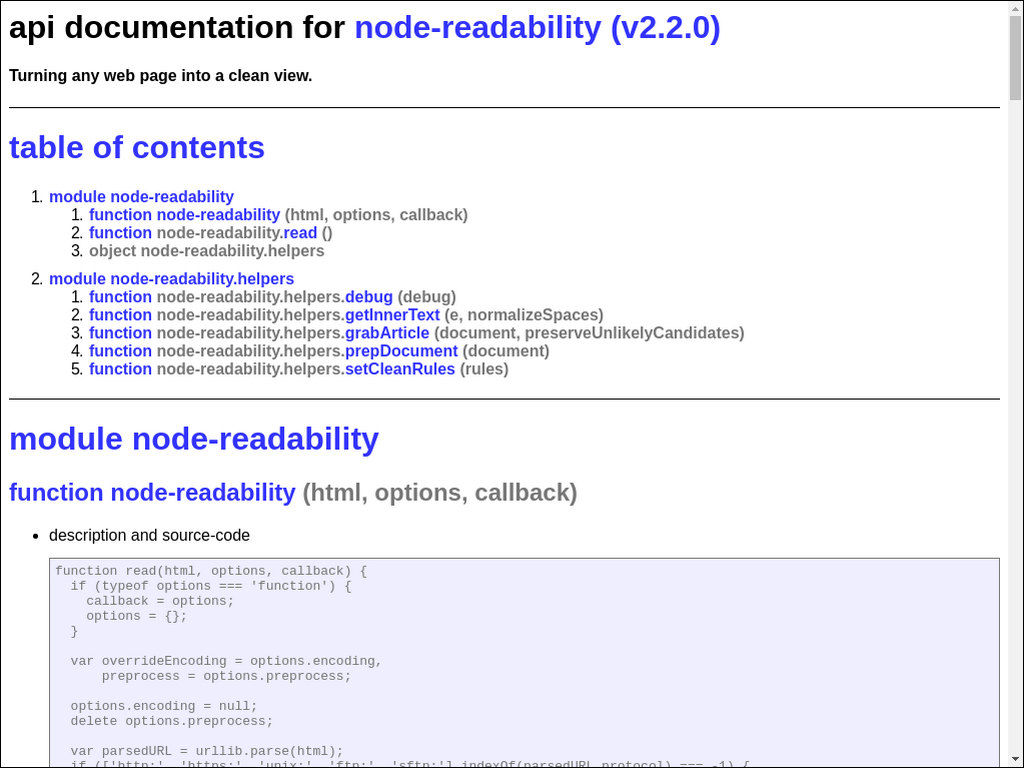 api documentation for node-readability (v2.2.0)
Turning any web page into a clean view.
table of contents
1. module node-readability
1. function node-readability (html, options, callback)
2. function node-readability.read ()
3. object node-readability.helpers
2. module node-readability.helpers
1. function node-readability.helpers.debug (debug)
2. function node-readability.helpers.getInnerText (e, normalizeSpaces)
3. function node-readability.helpers.grabArticle (document, preserveUnlikelyCandidates)
4. function node-readability.helpers.prepDocument (document)
5. function node-readability.helpers.setCleanRules (rules)
module node-readability
function node-readability (html, options, callback)
• description and source-code
function read(html, options, callback) {
  if (typeof options === 'function') {
    callback = options;
    options = {};
  }
  var overrideEncoding = options.encoding,
      preprocess = options.preprocess;
  options.encoding = null;
  delete options.preprocess;
  var parsedURL = urllib.parse(html);
  if (['http:', 'https:', 'unix:', 'ftp:', 'sftp:'].indexOf(parsedURL.protocol) === -1) {